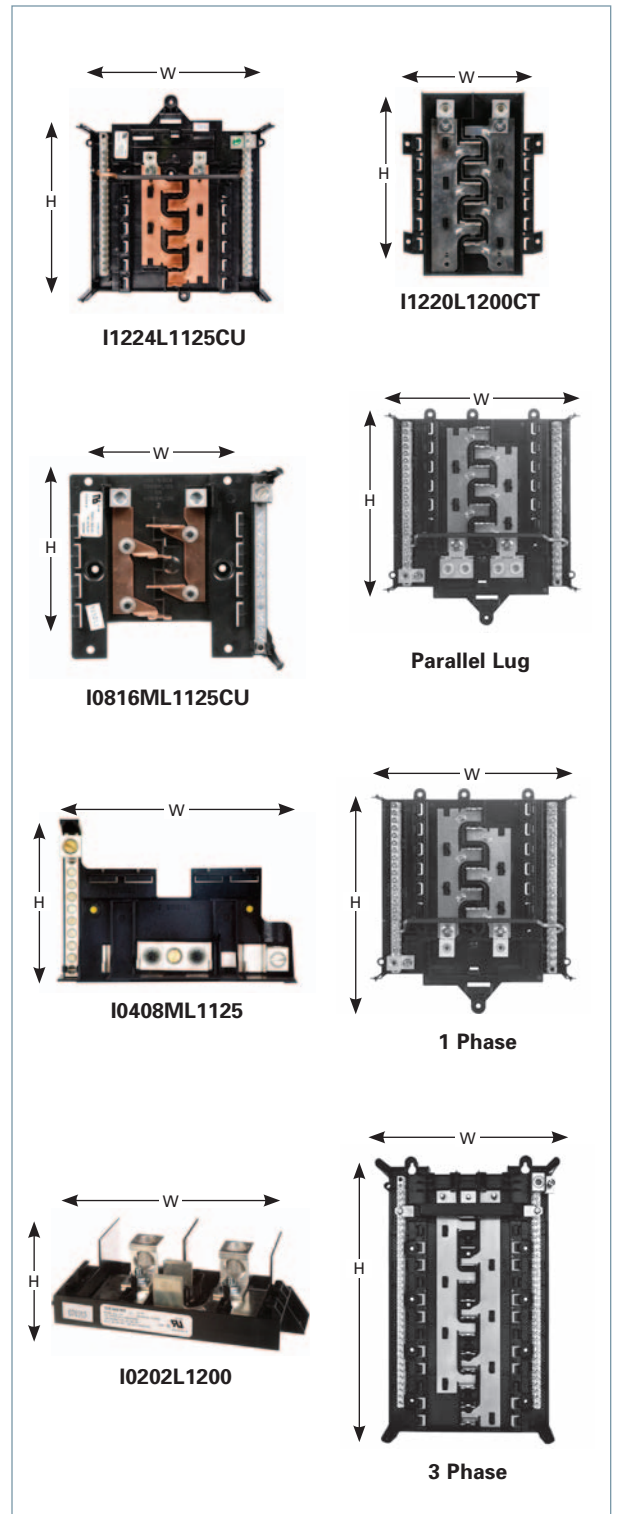 W
W
H
H
I1224L1125CU
I1220L1200CT
W
W
H
H
I0816ML1125CU
Parallel Lug
W
W
H
H
I0408ML1125
1 Phase
W
W
H
H
I0202L1200
3 Phase